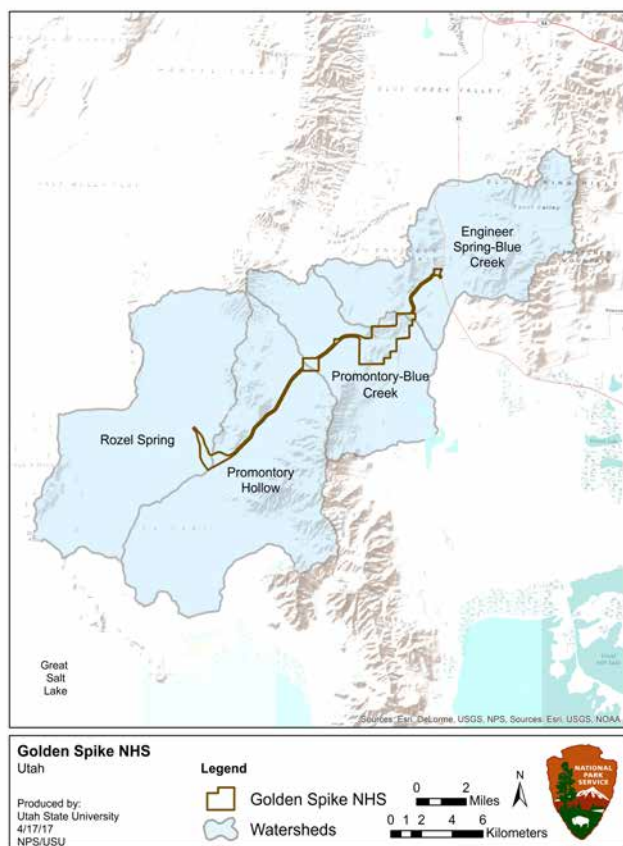 Engineer
Spring-Blue
Creek
Promontory-Blue
Creek
Rozel Spring
Promontory
Hollow
Great
Salt
Lake
Sources: Esri, DeLorme, USGS, NPS, Sources: Esri, USGS, NOAA
Golden Spike NHS
Utah
Produced by:
Utah State University
4/17/17
NPS/USU
Legend
Golden Spike NHS
Watersheds
0 2
Miles
0 1 2 4 6
Kilometers
N
NATIONAL
PARK
SERVICE